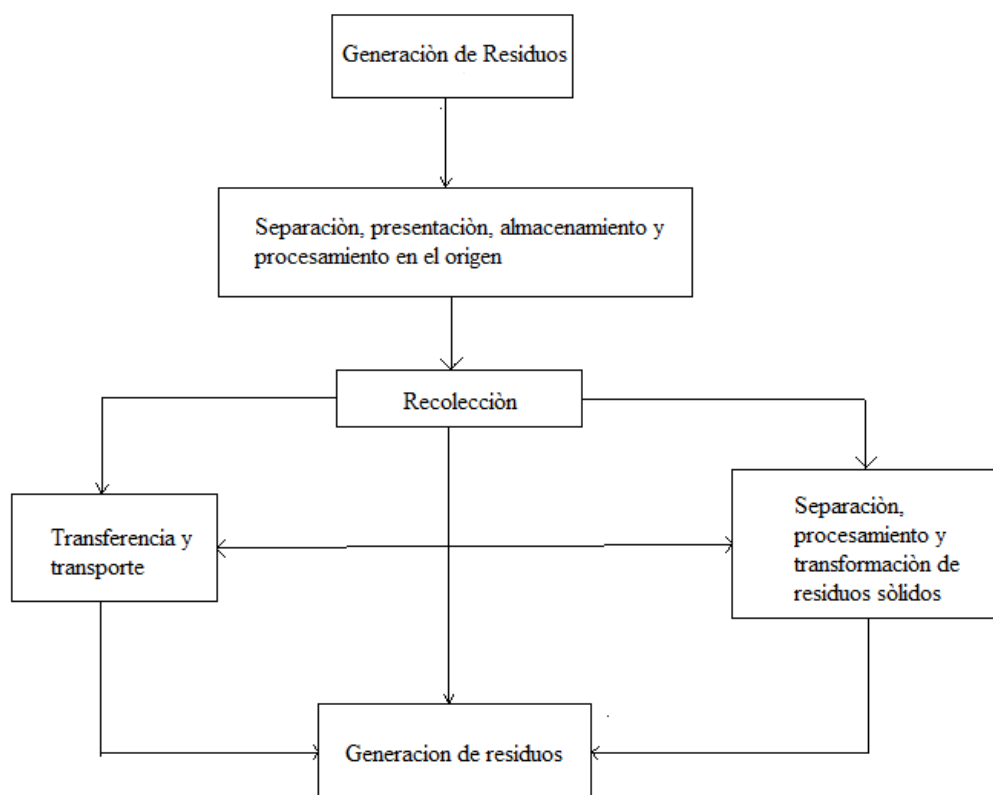 Generaciòn de Residuos
Separaciòn, presentaciòn, almacenamiento y
procesamiento en el origen
Recolecciòn
Transferencia y
transporte
Separaciòn,
procesamiento y
transformaciòn de
residuos sòlidos
Generacion de residuos